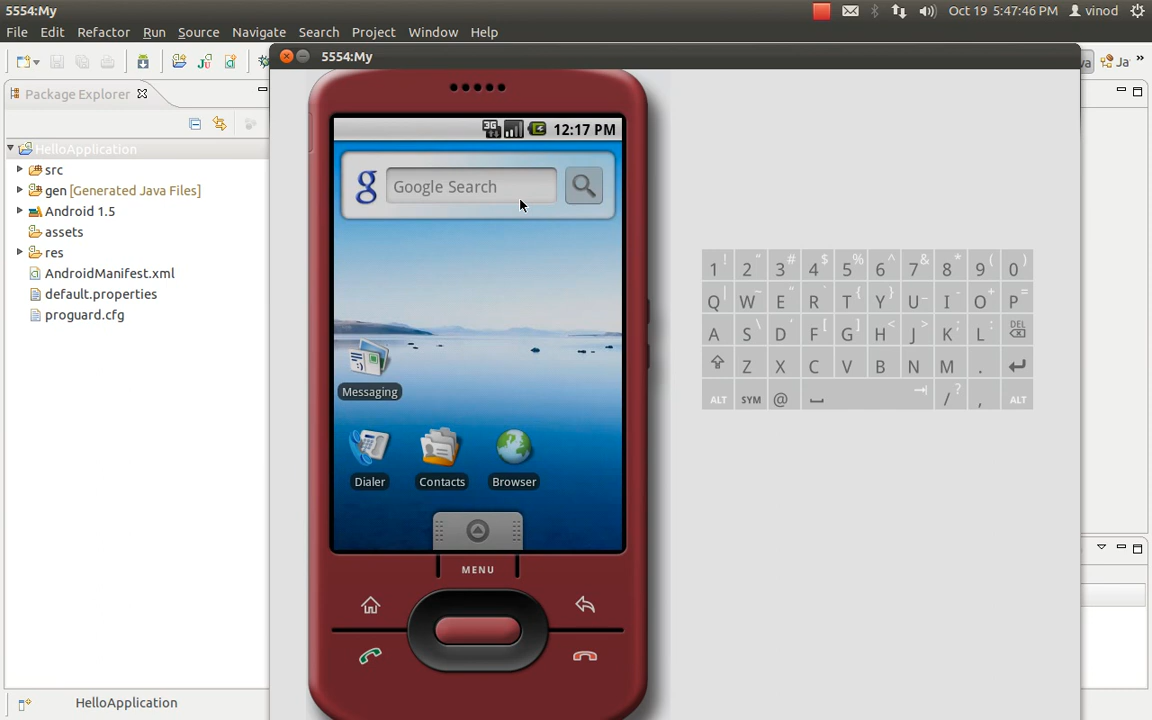 5554:My
Oct 19 5:47:46 PM vinod
File Edit Refactor Run Source Navigate Search Project Window Help
5554:My
Ja
Package Explorer
HelloApplication
src
gen [Generated Java Files]
Android 1.5
assets
res
AndroidManifest.xml
default.properties
proguard.cfg
3G 12:17 PM
g Google Search
Messaging
Dialer Contacts Browser
MENU
1 ! 2 " 3 # 4 $ 5 % 6 ^ 7 & 8 * 9 ( 0 )
Q | W ~ E " R ` T { Y } U _ I - O + P =
A S \ D ' F [ G ] H < J > K ; L : DEL
Z X C V B N M .
ALT SYM @ / ? , ALT
HelloApplication